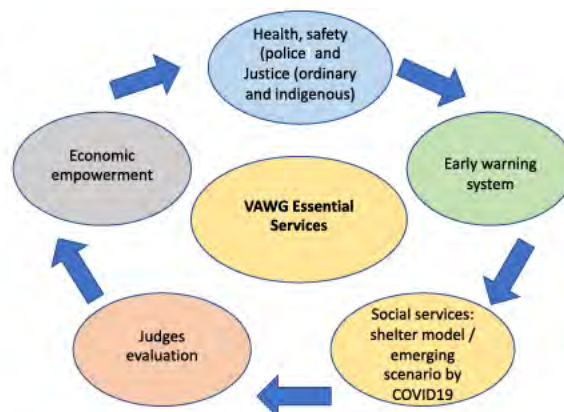 Health, safety
(police and
Justice (ordinary
and indigenous)
Economic
empowerment
Early warning
system
VAWG Essential
Services
Judges
evaluation
Social services:
shelter model /
emerging
scenario by
COVID19